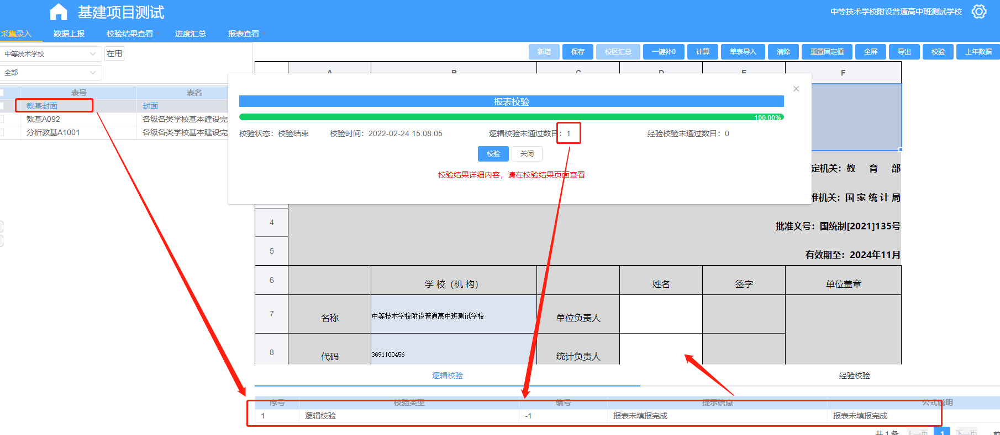 基建项目测试
中等技术学校附设普通高中班测试学校
采集录入 数据上报 校验结果查看 进度汇总 报表查看
中等技术学校 在用
全部
新增 保存 校区汇总 一键补0 计算 单表导入 清除 重置固定值 全屏 导出 校验 上年数据
表号 表名
教基封面 封面
教基A092 各级各类学校基本建设完
分析教基A1001 各级各类学校基本建设完
A B C D E F
报表校验
100.00%
校验状态：校验结束 校验时间：2022-02-24 15:08:05 逻辑校验未通过数目：1 经验校验未通过数目：0
校验 关闭
校验结果详细内容，请在校验结果页面查看
定机关：教 育 部
准机关：国 家 统 计 局
4 批准文号：国统制[2021]135号
5 有效期至：2024年11月
6 学 校（机 构） 姓名 签字 单位盖章
7 名称 中等技术学校附设普通高中班测试学校 单位负责人
8 代码 3691100456 统计负责人
逻辑校验 经验校验
序号 校验类型 编号 提示信息 公式说明
1 逻辑校验 -1 报表未填报完成 报表未填报完成
共 1 条 上一页 1 下一页 前